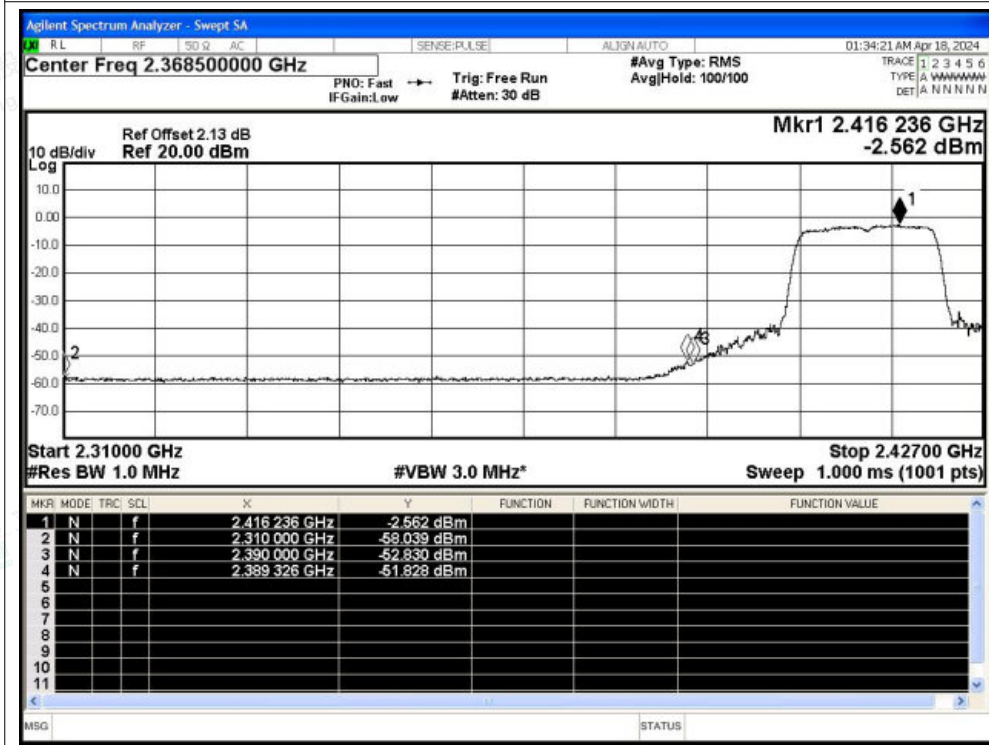 Agilent Spectrum Analyzer - Swept SA
LXI RL RF 50 Ω AC SENSE:PULSE ALIGN AUTO 01:34:21 AM Apr 18, 2024
Center Freq 2.368500000 GHz
PNO: Fast
IFGain:Low
Trig: Free Run
#Atten: 30 dB
#Avg Type: RMS
Avg|Hold: 100/100
TRACE 1 2 3 4 5 6
TYPE A WWWWW
DET A N N N N N
Ref Offset 2.13 dB
10 dB/div Ref 20.00 dBm
Log
Mkr1 2.416 236 GHz
-2.562 dBm
10.0
0.00
-10.0
-20.0
-30.0
-40.0
-50.0
-60.0
-70.0
1
2
4
3
Start 2.31000 GHz Stop 2.42700 GHz
#Res BW 1.0 MHz #VBW 3.0 MHz* Sweep 1.000 ms (1001 pts)
MKR MODE TRC SCL X Y FUNCTION FUNCTION WIDTH FUNCTION VALUE
1 N f 2.416 236 GHz -2.562 dBm
2 N f 2.310 000 GHz -58.039 dBm
3 N f 2.390 000 GHz -52.830 dBm
4 N f 2.389 326 GHz -51.828 dBm
5
6
7
8
9
10
11
MSG STATUS